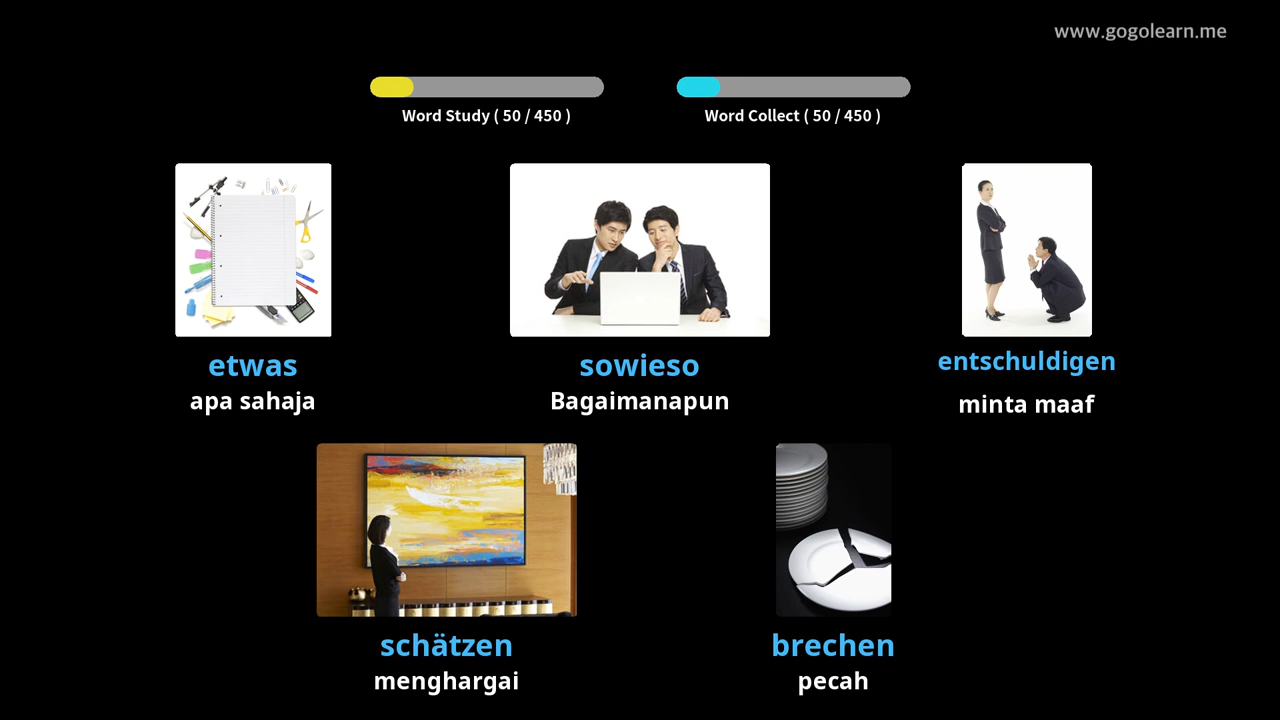 www.gogolearn.me
Word Study ( 50 / 450 )
Word Collect ( 50 / 450 )
etwas
apa sahaja
sowieso
Bagaimanapun
entschuldigen
minta maaf
schätzen
menghargai
brechen
pecah